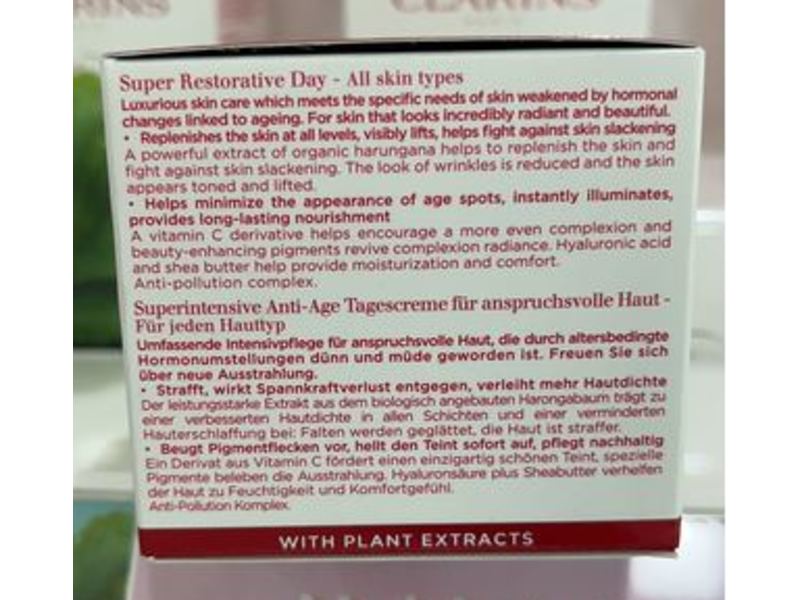 CLARINS
Super Restorative Day - All skin types
Luxurious skin care which meets the specific needs of skin weakened by hormonal
changes linked to ageing. For skin that looks incredibly radiant and beautiful.
• Replenishes the skin at all levels, visibly lifts, helps fight against skin slackening
A powerful extract of organic harungana helps to replenish the skin and
fight against skin slackening. The look of wrinkles is reduced and the skin
appears toned and lifted.
• Helps minimize the appearance of age spots, instantly illuminates,
provides long-lasting nourishment
A vitamin C derivative helps encourage a more even complexion and
beauty-enhancing pigments revive complexion radiance. Hyaluronic acid
and shea butter help provide moisturization and comfort.
Anti-pollution complex.
Superintensive Anti-Age Tagescreme für anspruchsvolle Haut -
Für jeden Hauttyp
Umfassende Intensivpflege für anspruchsvolle Haut, die durch altersbedingte
Hormonumstellungen dünn und müde geworden ist. Freuen Sie sich
über neue Ausstrahlung.
• Strafft, wirkt Spannkraftverlust entgegen, verleiht mehr Hautdichte
Der leistungsstarke Extrakt aus dem biologisch angebauten Harongabaum trägt zu
einer verbesserten Hautdichte in allen Schichten und einer verminderten
Hauterschlaffung bei: Falten werden geglättet, die Haut ist straffer.
• Beugt Pigmentflecken vor, hellt den Teint sofort auf, pflegt nachhaltig
Ein Derivat aus Vitamin C fördert einen einzigartig schönen Teint, spezielle
Pigmente beleben die Ausstrahlung. Hyaluronsäure plus Sheabutter verhelfen
der Haut zu Feuchtigkeit und Komfortgefühl.
Anti-Pollution Komplex.
WITH PLANT EXTRACTS